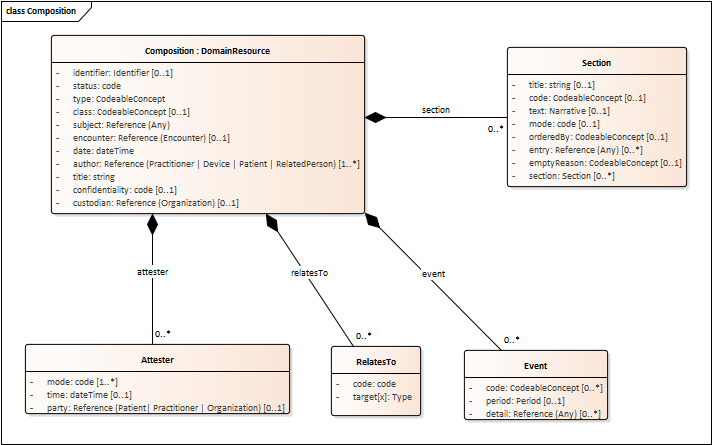 class Composition
Composition : DomainResource
- identifier: Identifier [0..1]
- status: code
- type: CodeableConcept
- class: CodeableConcept [0..1]
- subject: Reference (Any)
- encounter: Reference (Encounter) [0..1]
- date: dateTime
- author: Reference (Practitioner | Device | Patient | RelatedPerson) [1..*]
- title: string
- confidentiality: code [0..1]
- custodian: Reference (Organization) [0..1]
section
0..*
Section
- title: string [0..1]
- code: CodeableConcept [0..1]
- text: Narrative [0..1]
- mode: code [0..1]
- orderedBy: CodeableConcept [0..1]
- entry: Reference (Any) [0..*]
- emptyReason: CodeableConcept [0..1]
- section: Section [0..*]
attester
relatesTo
event
0..*
0..*
0..*
Attester
- mode: code [1..*]
- time: dateTime [0..1]
- party: Reference (Patient| Practitioner | Organization) [0..1]
RelatesTo
- code: code
- target[x]: Type
Event
- code: CodeableConcept [0..*]
- period: Period [0..1]
- detail: Reference (Any) [0..*]